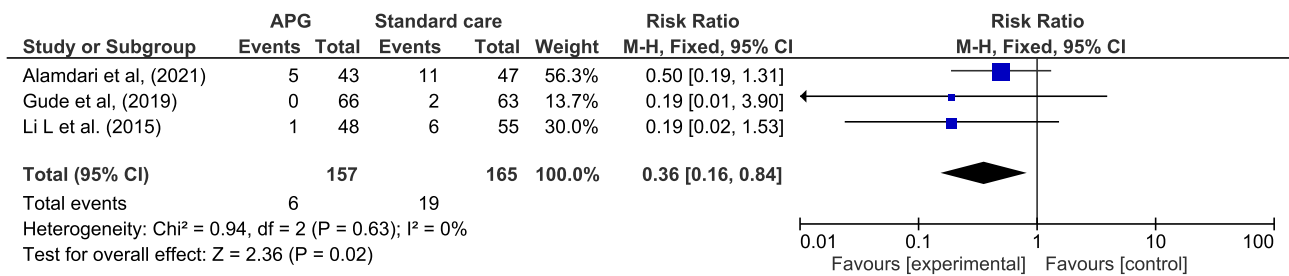 APG Standard care Risk Ratio Risk Ratio
Study or Subgroup Events Total Events Total Weight M-H, Fixed, 95% CI M-H, Fixed, 95% CI
Alamdari et al, (2021) 5 43 11 47 56.3% 0.50 [0.19, 1.31]
Gude et al, (2019) 0 66 2 63 13.7% 0.19 [0.01, 3.90]
Li L et al. (2015) 1 48 6 55 30.0% 0.19 [0.02, 1.53]
Total (95% CI) 157 165 100.0% 0.36 [0.16, 0.84]
Total events 6 19
Heterogeneity: Chi² = 0.94, df = 2 (P = 0.63); I² = 0%
Test for overall effect: Z = 2.36 (P = 0.02)
0.01 0.1 1 10 100
Favours [experimental] Favours [control]